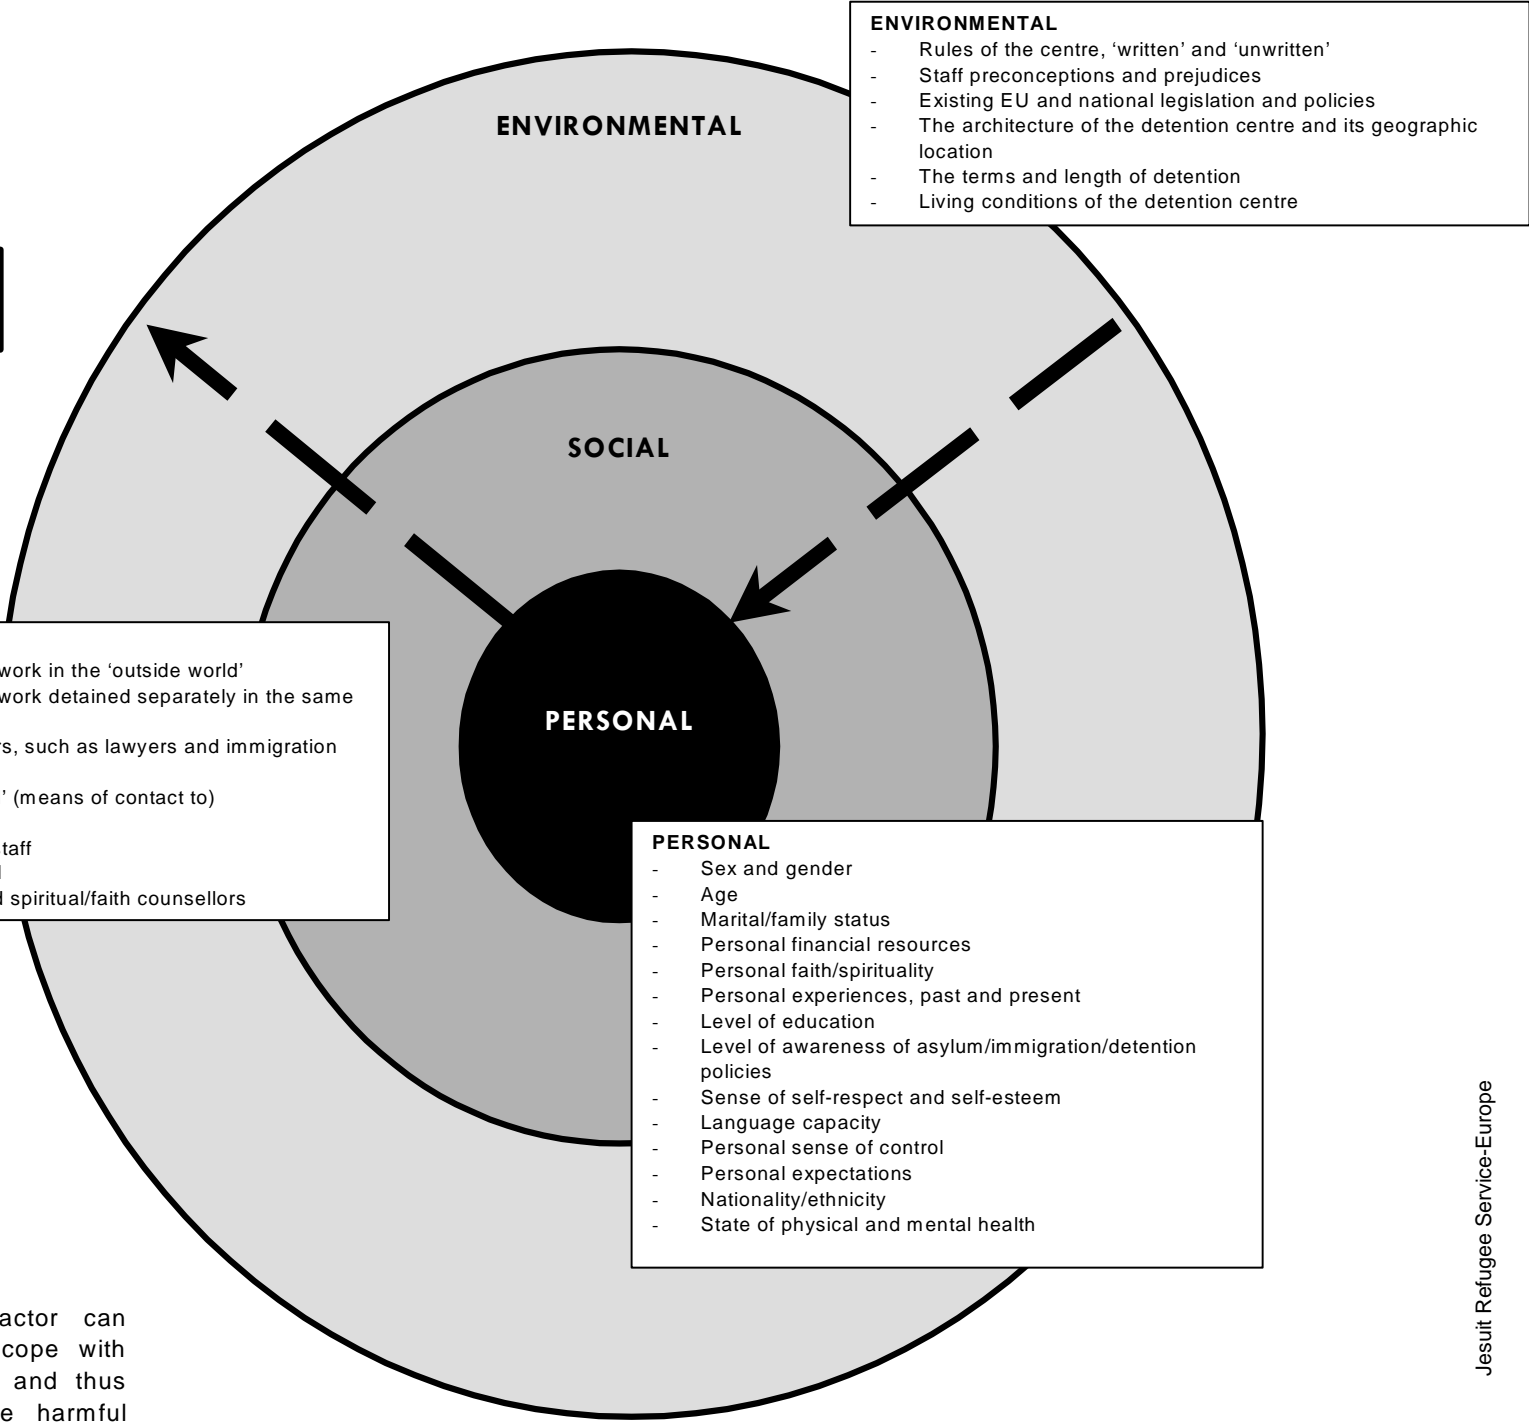 ENVIRONMENTAL
- Rules of the centre, ‘written’ and ‘unwritten’
- Staff preconceptions and prejudices
- Existing EU and national legislation and policies
- The architecture of the detention centre and its geographic
location
- The terms and length of detention
- Living conditions of the detention centre
ENVIRONMENTAL
SOCIAL
PERSONAL
work in the ‘outside world’
work detained separately in the same
rs, such as lawyers and immigration
’ (means of contact to)
staff
spiritual/faith counsellors
PERSONAL
- Sex and gender
- Age
- Marital/family status
- Personal financial resources
- Personal faith/spirituality
- Personal experiences, past and present
- Level of education
- Level of awareness of asylum/immigration/detention
policies
- Sense of self-respect and self-esteem
- Language capacity
- Personal sense of control
- Personal expectations
- Nationality/ethnicity
- State of physical and mental health
actor can
cope with
and thus
e harmful
Jesuit Refugee Service-Europe